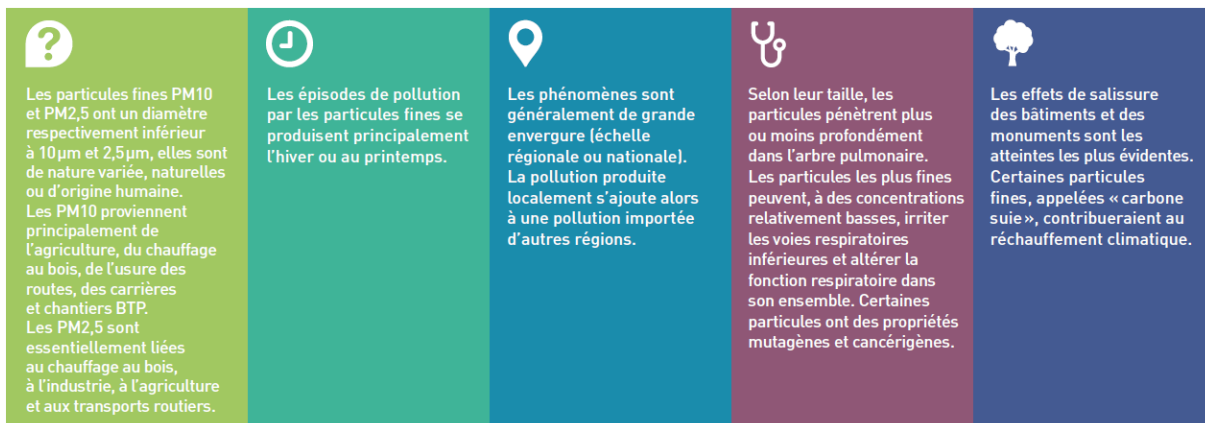 Les particules fines PM10
et PM2,5 ont un diamètre
respectivement inférieur
à 10 µm et 2,5 µm, elles sont
de nature variée, naturelles
ou d'origine humaine.
Les PM10 proviennent
principalement de
l'agriculture, du chauffage
au bois, de l'usure des
routes, des carrières
et chantiers BTP.
Les PM2,5 sont
essentiellement liées
au chauffage au bois,
à l'industrie, à l'agriculture
et aux transports routiers.
Les épisodes de pollution
par les particules fines se
produisent principalement
l'hiver ou au printemps.
Les phénomènes sont
généralement de grande
envergure (échelle
régionale ou nationale).
La pollution produite
localement s'ajoute alors
à une pollution importée
d'autres régions.
Selon leur taille, les
particules pénètrent plus
ou moins profondément
dans l'arbre pulmonaire.
Les particules les plus fines
peuvent, à des concentrations
relativement basses, irriter
les voies respiratoires
inférieures et altérer la
fonction respiratoire dans
son ensemble. Certaines
particules ont des propriétés
mutagènes et cancérigènes.
Les effets de salissure
des bâtiments et des
monuments sont les
atteintes les plus évidentes.
Certaines particules
fines, appelées « carbone
suie », contribueraient au
réchauffement climatique.